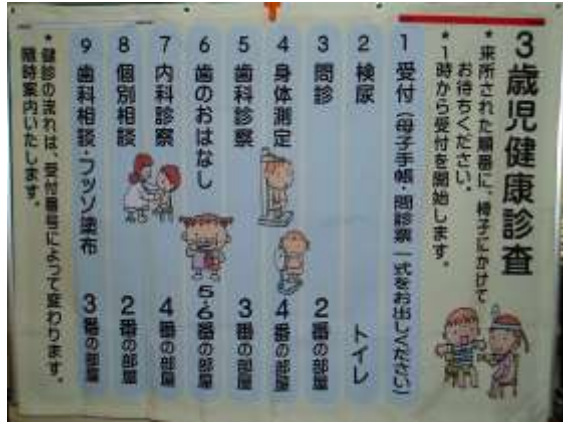 3歳児健康診査
★来所された順番に、椅子にかけて
お待ちください。
★1時から受付を開始します。
1 受付（母子手帳・問診票 一式をお出しください）
2 検尿 トイレ
3 問診 2番の部屋
4 身体測定 4番の部屋
5 歯科診察 3番の部屋
6 歯のおはなし 5・6番の部屋
7 内科診察 4番の部屋
8 個別相談 2番の部屋
9 歯科相談・フッソ塗布 3番の部屋
★健診の流れは、受付番号によって変わります。
随時案内いたします。